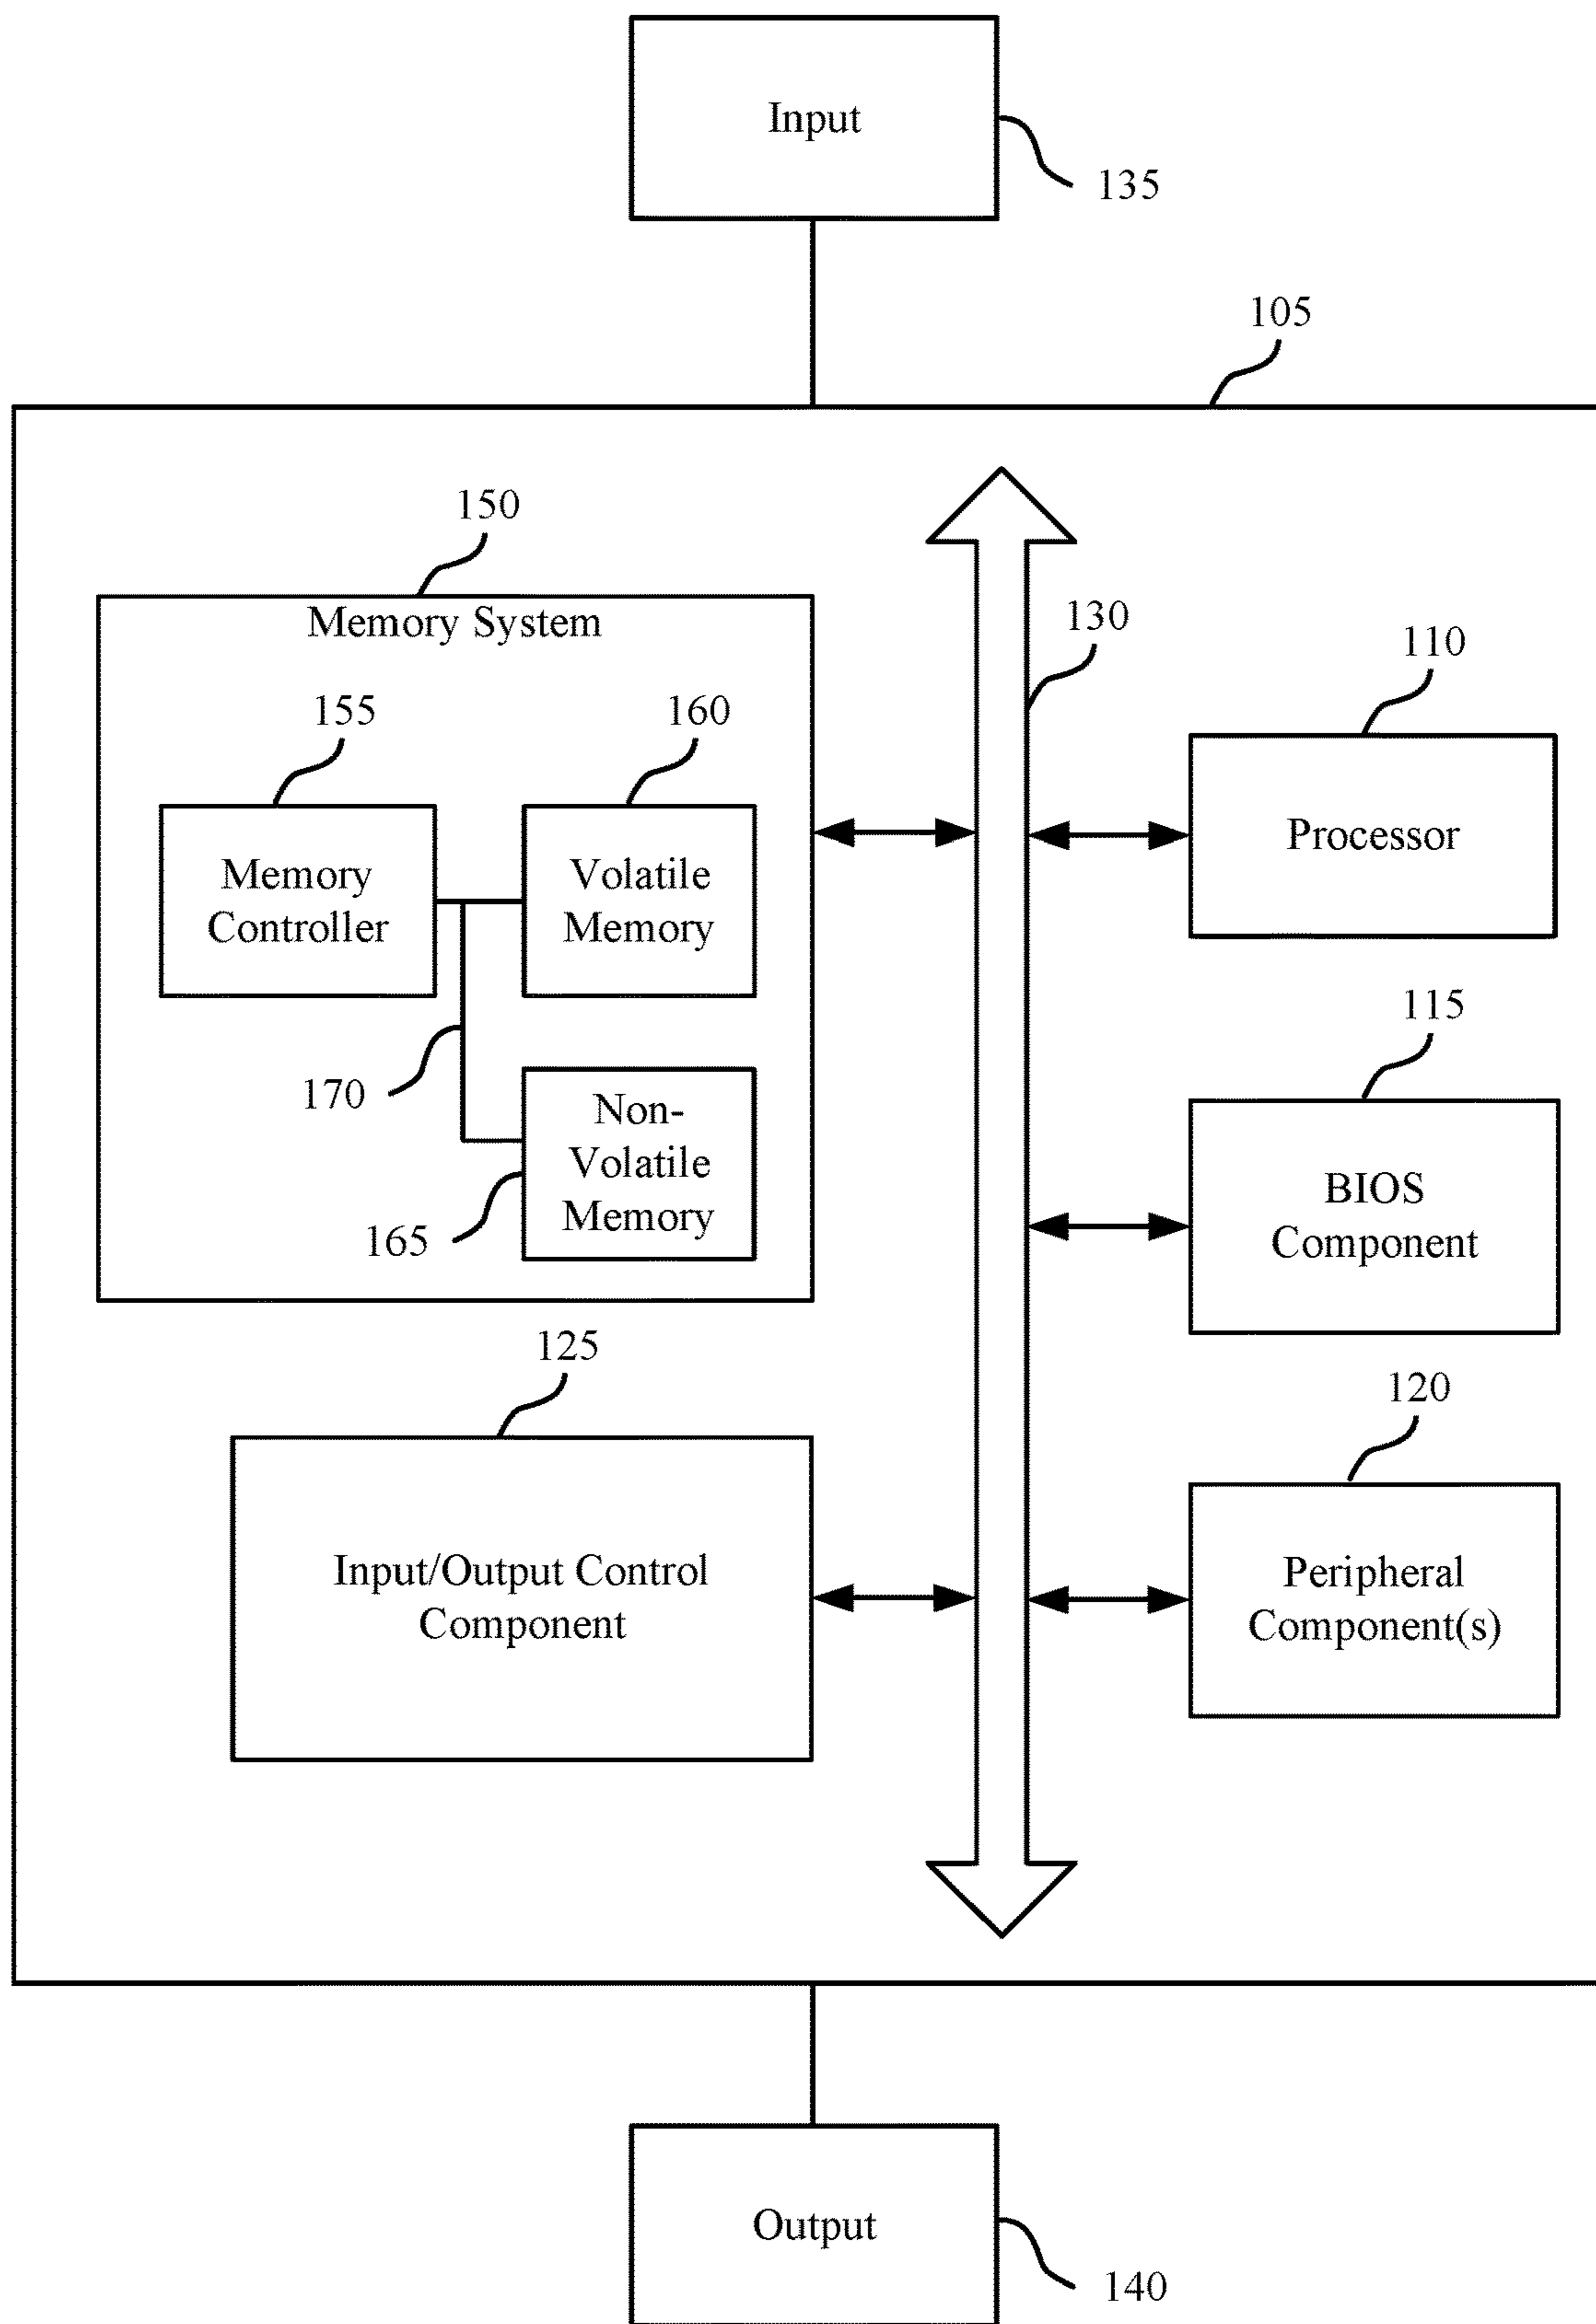 Input
135
105
150
Memory System
130
110
155
160
Processor
Memory
Controller
Volatile
Memory
115
170
Non-
Volatile
Memory
165
BIOS
Component
125
120
Input/Output Control
Component
Peripheral
Component(s)
Output
140